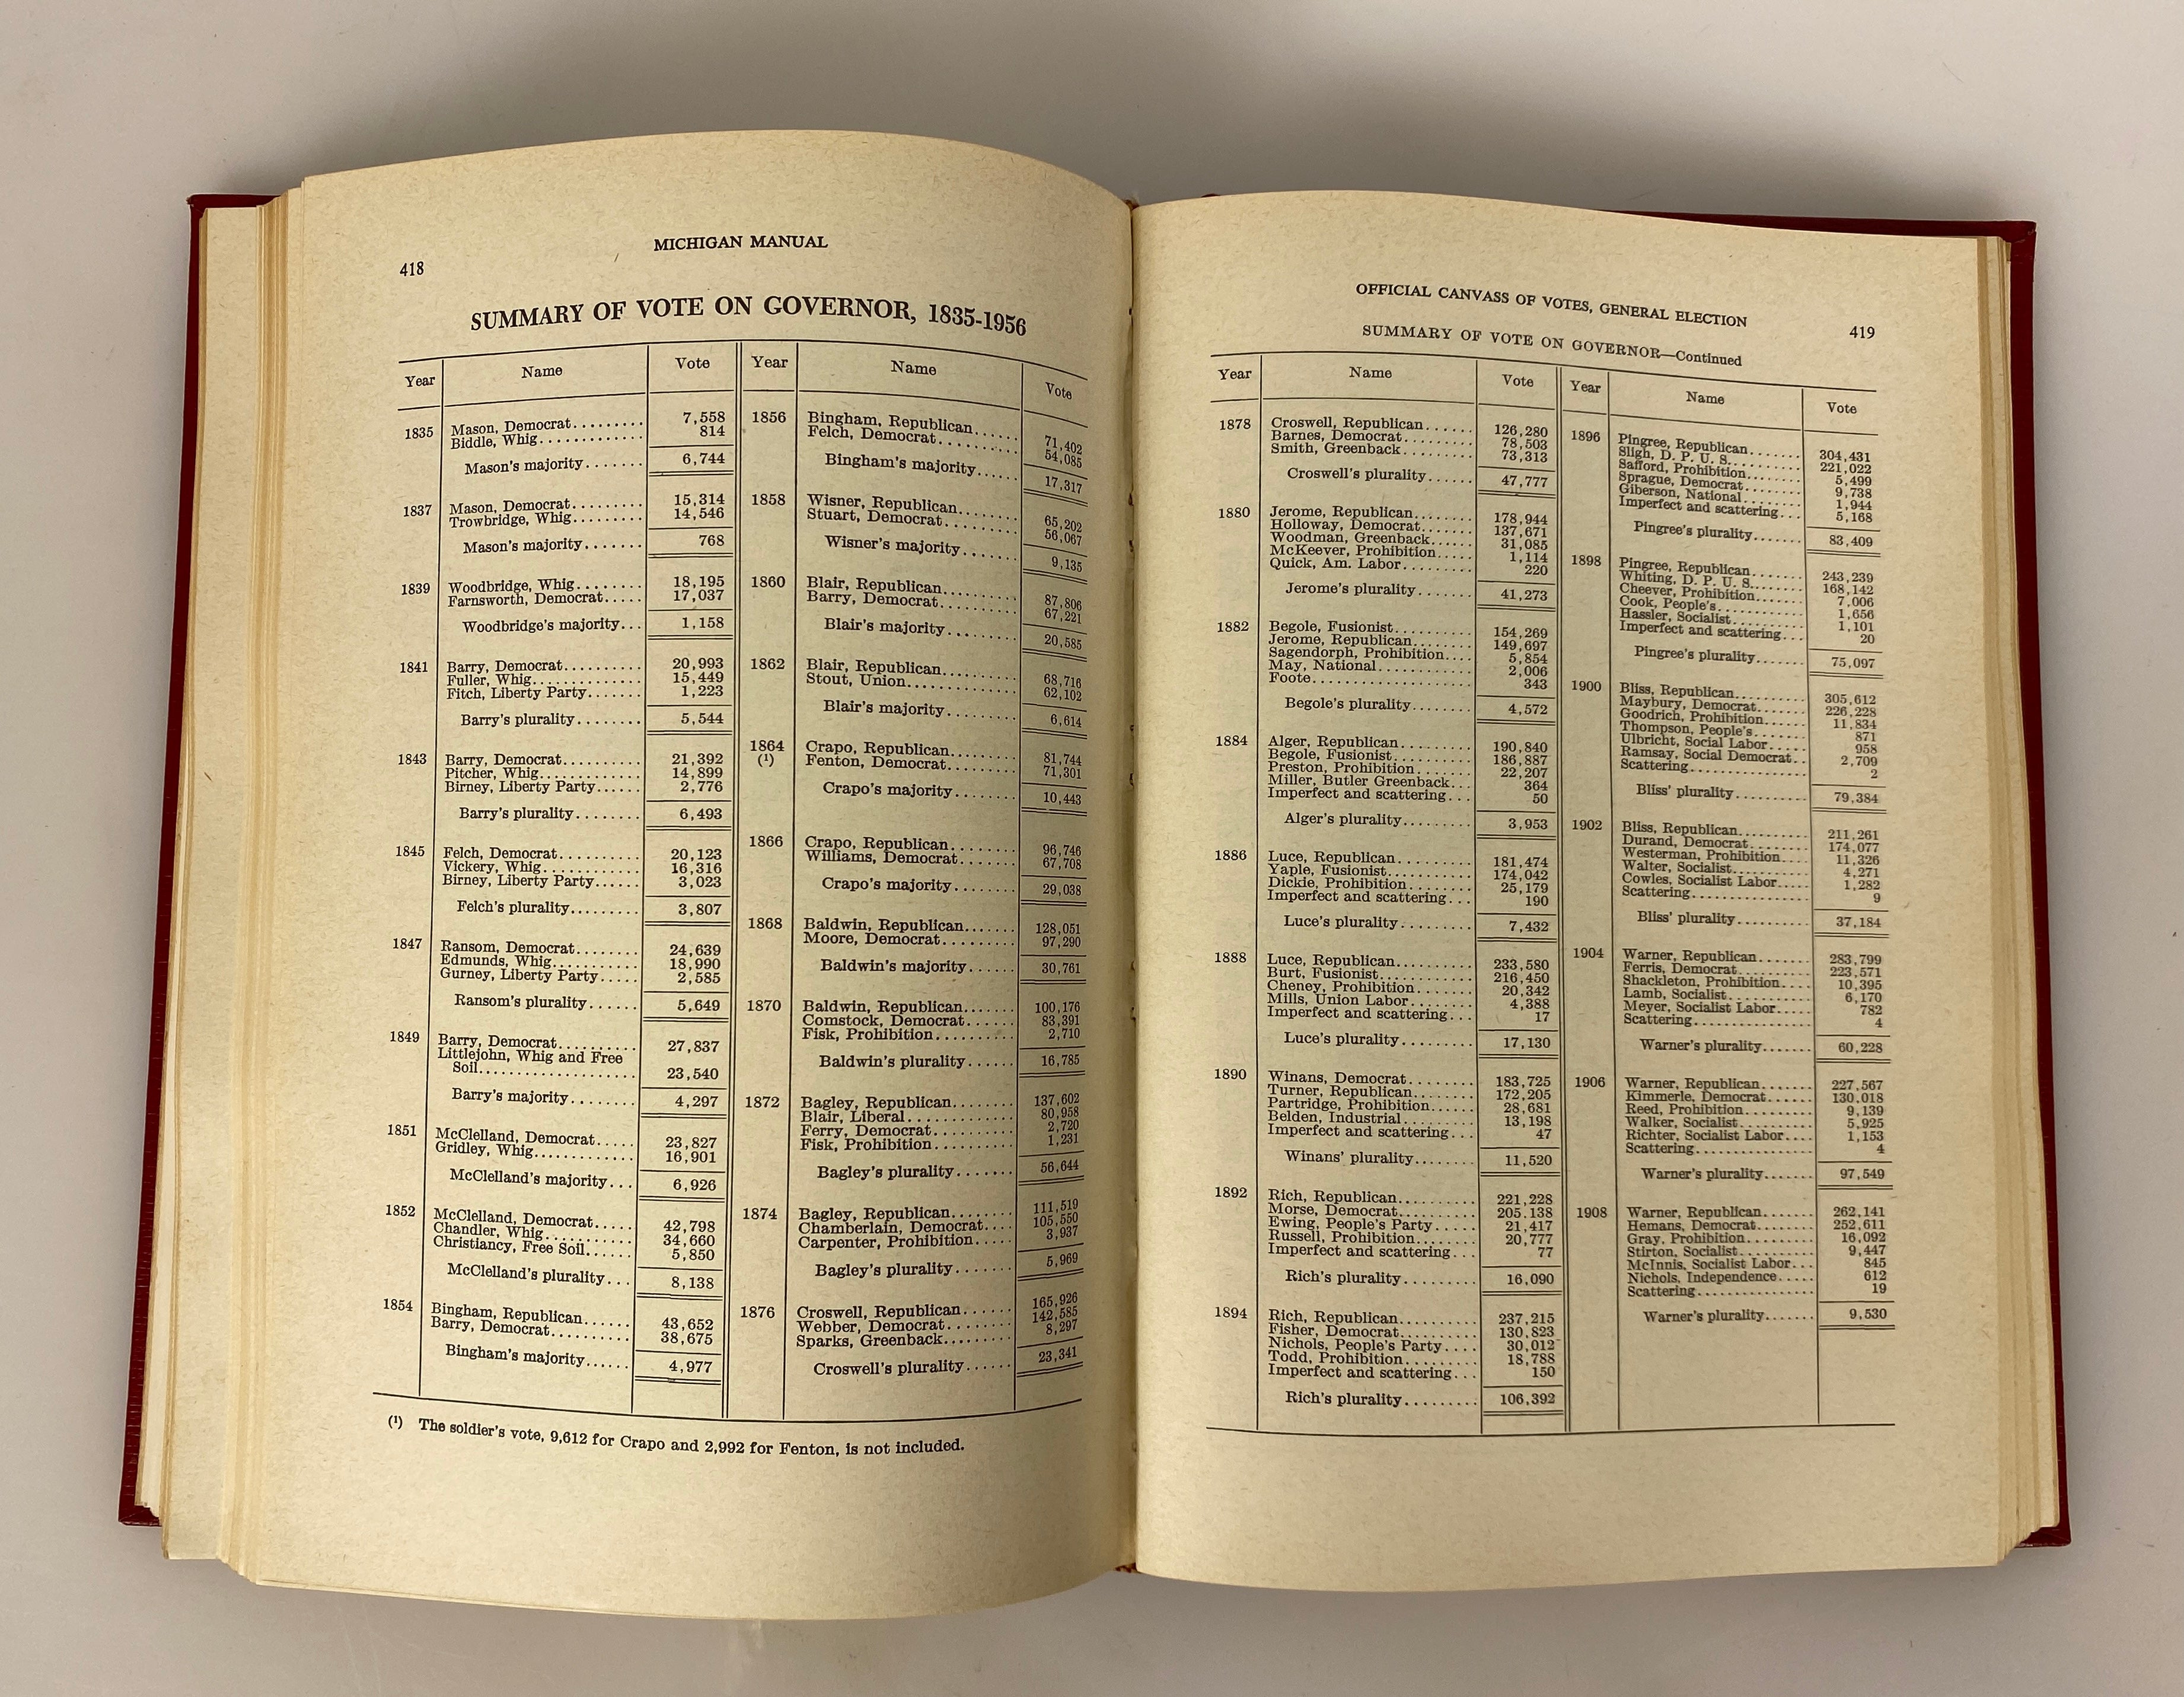 MICHIGAN MANUAL
418
SUMMARY OF VOTE ON GOVERNOR, 1835-1956
Year Name Vote
1835 Mason, Democrat......... 7,558
Biddle, Whig............ 814
Mason's majority....... 6,744
1837 Mason, Democrat......... 15,314
Trowbridge, Whig......... 14,546
Mason's majority....... 768
1839 Woodbridge, Whig........ 18,195
Farnsworth, Democrat..... 17,037
Woodbridge's majority... 1,158
1841 Barry, Democrat.......... 20,993
Fuller, Whig............. 15,449
Fitch, Liberty Party....... 1,223
Barry's plurality........ 5,544
1843 Barry, Democrat.......... 21,392
Pitcher, Whig............ 14,899
Birney, Liberty Party...... 2,776
Barry's plurality........ 6,493
1845 Felch, Democrat.......... 20,123
Vickery, Whig............ 16,316
Birney, Liberty Party...... 3,023
Felch's plurality......... 3,807
1847 Ransom, Democrat........ 24,639
Edmunds, Whig........... 18,990
Gurney, Liberty Party..... 2,585
Ransom's plurality...... 5,649
1849 Barry, Democrat.......... 27,837
Littlejohn, Whig and Free
Soil.................... 23,540
Barry's majority........ 4,297
1851 McClelland, Democrat..... 23,827
Gridley, Whig............. 16,901
McClelland's majority... 6,926
1852 McClelland, Democrat..... 42,798
Chandler, Whig........... 34,660
Christiancy, Free Soil...... 5,850
McClelland's plurality... 8,138
1854 Bingham, Republican...... 43,652
Barry, Democrat.......... 38,675
Bingham's majority...... 4,977
Year Name Vote
1856 Bingham, Republican...... 71,402
Felch, Democrat........... 54,085
Bingham's majority..... 17,317
1858 Wisner, Republican........ 65,202
Stuart, Democrat.......... 56,067
Wisner's majority....... 9,135
1860 Blair, Republican.......... 87,806
Barry, Democrat.......... 67,221
Blair's majority......... 20,585
1862 Blair, Republican.......... 68,716
Stout, Union.............. 62,102
Blair's majority......... 6,614
1864 Crapo, Republican......... 81,744
(¹) Fenton, Democrat......... 71,301
Crapo's majority........ 10,443
1866 Crapo, Republican......... 96,746
Williams, Democrat....... 67,708
Crapo's majority........ 29,038
1868 Baldwin, Republican....... 128,051
Moore, Democrat.......... 97,290
Baldwin's majority...... 30,761
1870 Baldwin, Republican....... 100,176
Comstock, Democrat...... 83,391
Fisk, Prohibition.......... 2,710
Baldwin's plurality...... 16,785
1872 Bagley, Republican........ 137,602
Blair, Liberal............. 80,958
Ferry, Democrat.......... 2,720
Fisk, Prohibition.......... 1,231
Bagley's plurality....... 56,644
1874 Bagley, Republican........ 111,519
Chamberlain, Democrat.... 105,550
Carpenter, Prohibition..... 3,937
Bagley's plurality....... 5,969
1876 Croswell, Republican...... 165,926
Webber, Democrat........ 142,585
Sparks, Greenback......... 8,297
Croswell's plurality...... 23,341
(¹) The soldier's vote, 9,612 for Crapo and 2,992 for Fenton, is not included.
OFFICIAL CANVASS OF VOTES, GENERAL ELECTION
419
SUMMARY OF VOTE ON GOVERNOR—Continued
Year Name Vote
1878 Croswell, Republican...... 126,280
Barnes, Democrat......... 78,503
Smith, Greenback.......... 73,313
Croswell's plurality...... 47,777
1880 Jerome, Republican........ 178,944
Holloway, Democrat....... 137,671
Woodman, Greenback...... 31,085
McKeever, Prohibition..... 1,114
Quick, Am. Labor.......... 220
Jerome's plurality....... 41,273
1882 Begole, Fusionist.......... 154,269
Jerome, Republican........ 149,697
Sagendorph, Prohibition.... 5,854
May, National............ 2,006
Foote..................... 343
Begole's plurality....... 4,572
1884 Alger, Republican......... 190,840
Begole, Fusionist.......... 186,887
Preston, Prohibition....... 22,207
Miller, Butler Greenback... 364
Imperfect and scattering... 50
Alger's plurality......... 3,953
1886 Luce, Republican.......... 181,474
Yaple, Fusionist........... 174,042
Dickie, Prohibition........ 25,179
Imperfect and scattering... 190
Luce's plurality......... 7,432
1888 Luce, Republican.......... 233,580
Burt, Fusionist............ 216,450
Cheney, Prohibition....... 20,342
Mills, Union Labor........ 4,388
Imperfect and scattering... 17
Luce's plurality......... 17,130
1890 Winans, Democrat........ 183,725
Turner, Republican........ 172,205
Partridge, Prohibition...... 28,681
Belden, Industrial......... 13,198
Imperfect and scattering... 47
Winans' plurality........ 11,520
1892 Rich, Republican.......... 221,228
Morse, Democrat.......... 205.138
Ewing, People's Party..... 21,417
Russell, Prohibition........ 20,777
Imperfect and scattering... 77
Rich's plurality......... 16,090
1894 Rich, Republican.......... 237,215
Fisher, Democrat.......... 130,823
Nichols, People's Party.... 30,012
Todd, Prohibition......... 18,788
Imperfect and scattering... 150
Rich's plurality......... 106,392
Year Name Vote
1896 Pingree, Republican....... 304,431
Sligh, D. P. U. S.......... 221,022
Safford, Prohibition........ 5,499
Sprague, Democrat........ 9,738
Giberson, National........ 1,944
Imperfect and scattering... 5,168
Pingree's plurality....... 83,409
1898 Pingree, Republican....... 243,239
Whiting, D. P. U. S....... 168,142
Cheever, Prohibition....... 7,006
Cook, People's............ 1,656
Hassler, Socialist.......... 1,101
Imperfect and scattering... 20
Pingree's plurality....... 75,097
1900 Bliss, Republican.......... 305,612
Maybury, Democrat....... 226,228
Goodrich, Prohibition...... 11,834
Thompson, People's....... 871
Ulbricht, Social Labor..... 958
Ramsay, Social Democrat.. 2,709
Scattering................ 2
Bliss' plurality.......... 79,384
1902 Bliss, Republican.......... 211,261
Durand, Democrat........ 174,077
Westerman, Prohibition.... 11,326
Walter, Socialist........... 4,271
Cowles, Socialist Labor..... 1,282
Scattering................ 9
Bliss' plurality.......... 37,184
1904 Warner, Republican....... 283,799
Ferris, Democrat.......... 223,571
Shackleton, Prohibition.... 10,395
Lamb, Socialist........... 6,170
Meyer, Socialist Labor..... 782
Scattering................ 4
Warner's plurality....... 60,228
1906 Warner, Republican....... 227,567
Kimmerle, Democrat...... 130,018
Reed, Prohibition......... 9,139
Walker, Socialist.......... 5,925
Richter, Socialist Labor.... 1,153
Scattering................ 4
Warner's plurality....... 97,549
1908 Warner, Republican....... 262,141
Hemans, Democrat........ 252,611
Gray, Prohibition......... 16,092
Stirton, Socialist.......... 9,447
McInnis, Socialist Labor... 845
Nichols, Independence..... 612
Scattering................ 19
Warner's plurality....... 9,530